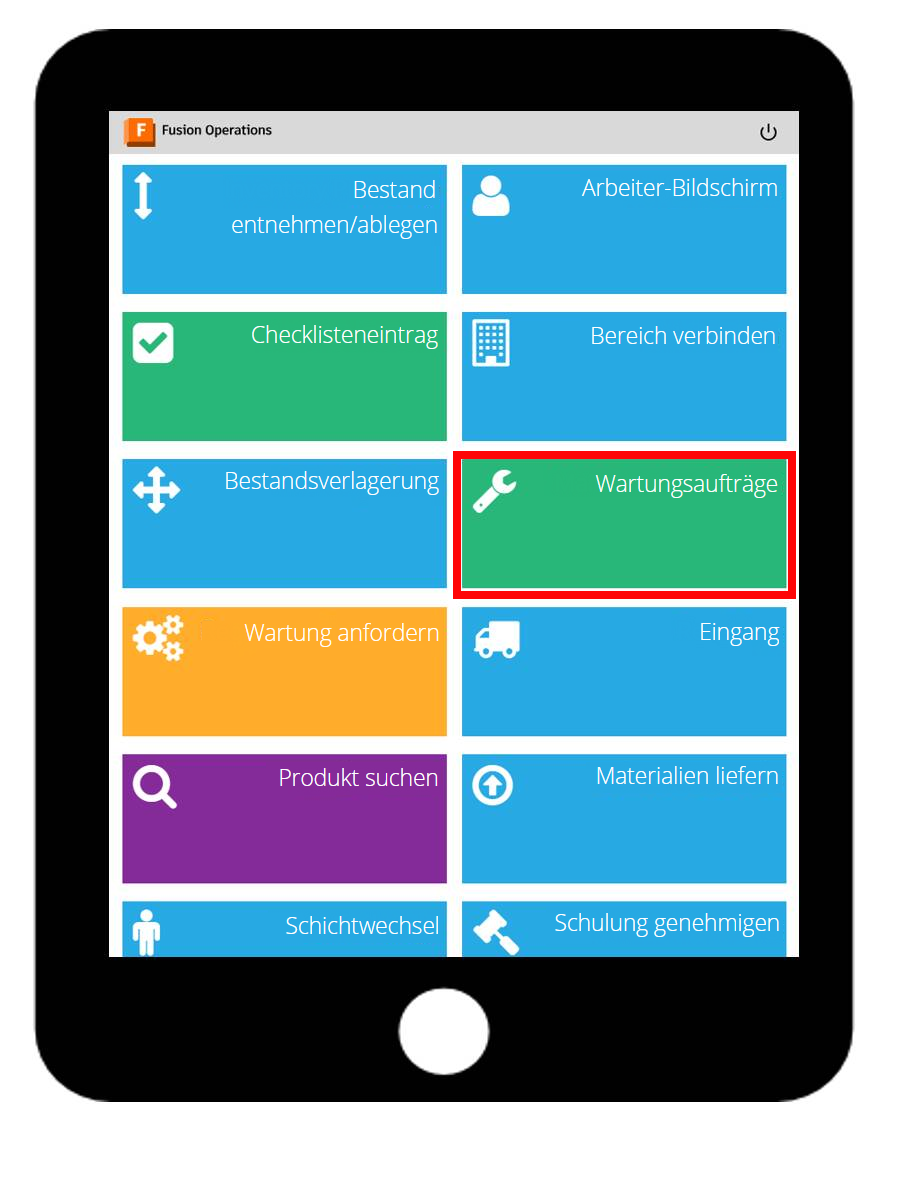 F Fusion Operations
Bestand
entnehmen/ablegen
Arbeiter-Bildschirm
Checklisteneintrag
Bereich verbinden
Bestandsverlagerung
Wartungsaufträge
Wartung anfordern
Eingang
Produkt suchen
Materialien liefern
Schichtwechsel
Schulung genehmigen